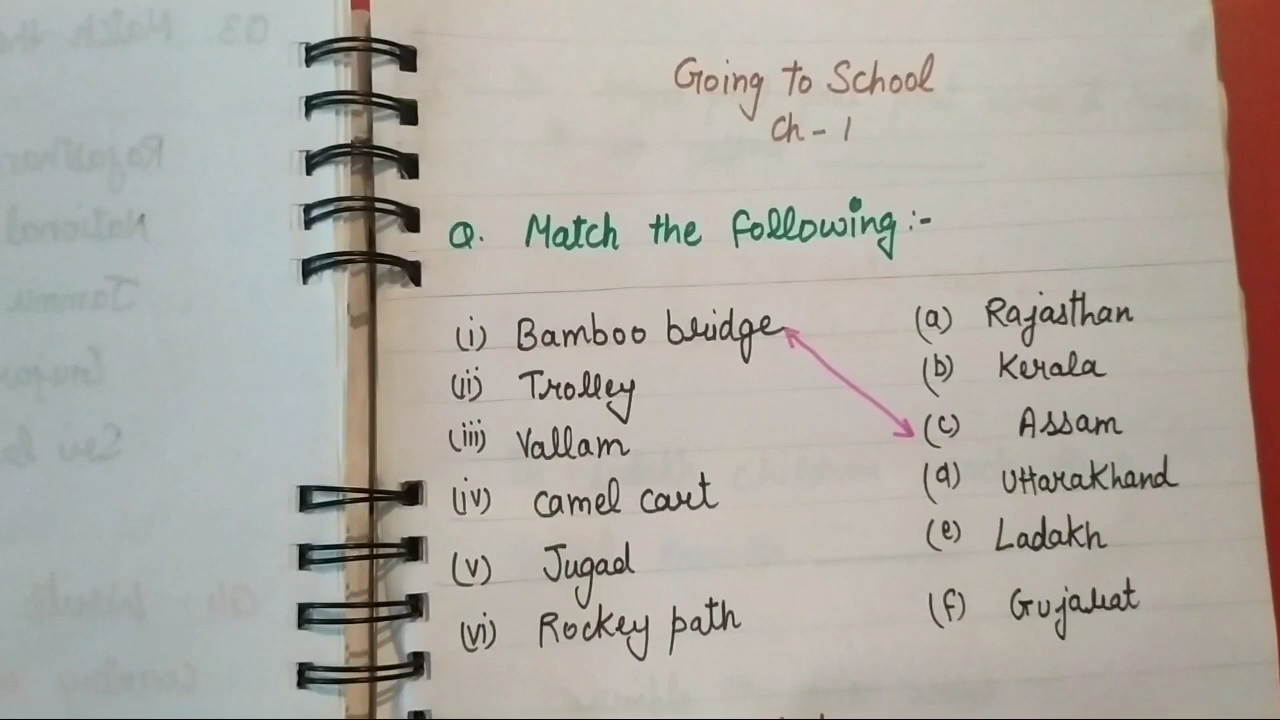 Going to School
Ch - 1
Q. Match the following :-
(i) Bamboo bridge (a) Rajasthan
(ii) Trolley (b) Kerala
(iii) Vallam (c) Assam
(iv) Camel cart (d) Uttarakhand
(v) Jugad (e) Ladakh
(vi) Rockey path (f) Gujarat